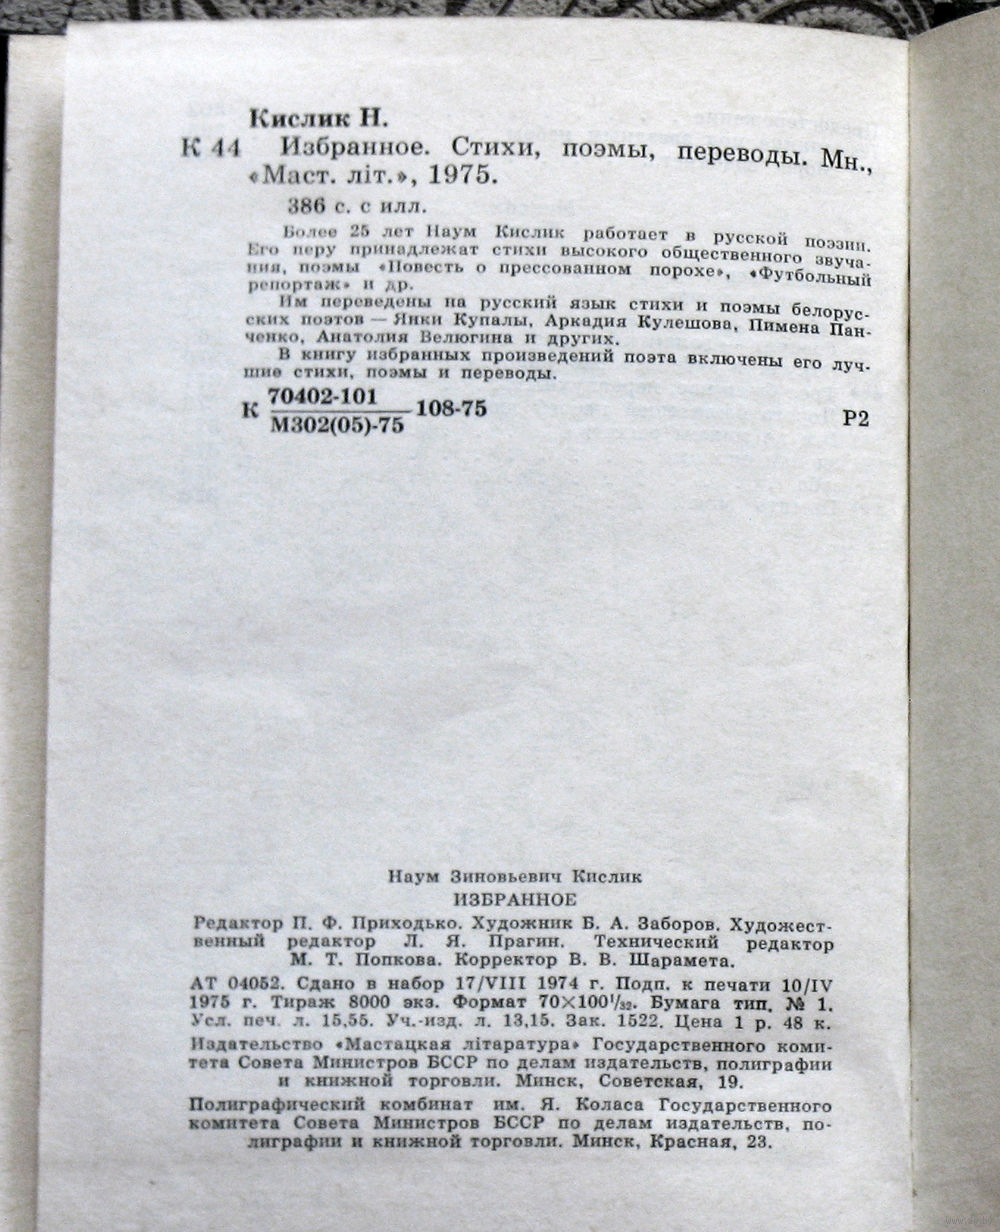 Кислик Н.
К 44 Избранное. Стихи, поэмы, переводы. Мн.,
«Маст. літ.», 1975.
386 с. с илл.
Более 25 лет Наум Кислик работает в русской поэзии.
Его перу принадлежат стихи высокого общественного звуча-
ния, поэмы «Повесть о прессованном порохе», «Футбольный
репортаж» и др.
Им переведены на русский язык стихи и поэмы белорус-
ских поэтов — Янки Купалы, Аркадия Кулешова, Пимена Пан-
ченко, Анатолия Велюгина и других.
В книгу избранных произведений поэта включены его луч-
шие стихи, поэмы и переводы.
70402-101
К 108-75
М302(05)-75
Р2
Наум Зиновьевич Кислик
ИЗБРАННОЕ
Редактор П. Ф. Приходько. Художник Б. А. Заборов. Художест-
венный редактор Л. Я. Прагин. Технический редактор
М. Т. Попкова. Корректор В. В. Шарамета.
АТ 04052. Сдано в набор 17/VIII 1974 г. Подп. к печати 10/IV
1975 г. Тираж 8000 экз. Формат 70×100¹/₃₂. Бумага тип. № 1.
Усл. печ. л. 15,55. Уч.-изд. л. 13,15. Зак. 1522. Цена 1 р. 48 к.
Издательство «Мастацкая літаратура» Государственного коми-
тета Совета Министров БССР по делам издательств, полиграфии
и книжной торговли. Минск, Советская, 19.
Полиграфический комбинат им. Я. Коласа Государственного
комитета Совета Министров БССР по делам издательств, по-
лиграфии и книжной торговли. Минск, Красная, 23.